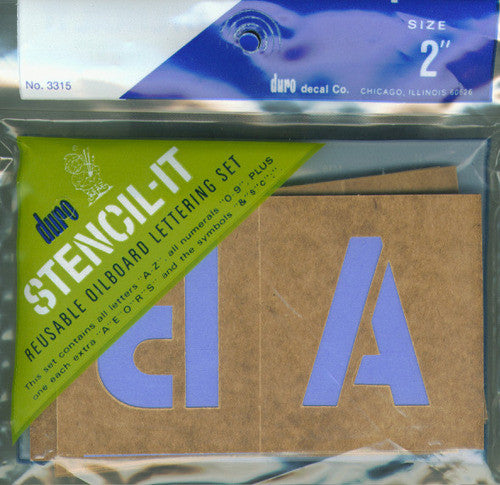 SIZE
2"
No. 3315
duro decal Co. CHICAGO, ILLINOIS 60626
duro
STENCIL-IT
REUSABLE OILBOARD LETTERING SET
This set contains all letters "A-Z" all numerals "0-9" PLUS
one each extra "A-E-O-R-S" and the symbols
A